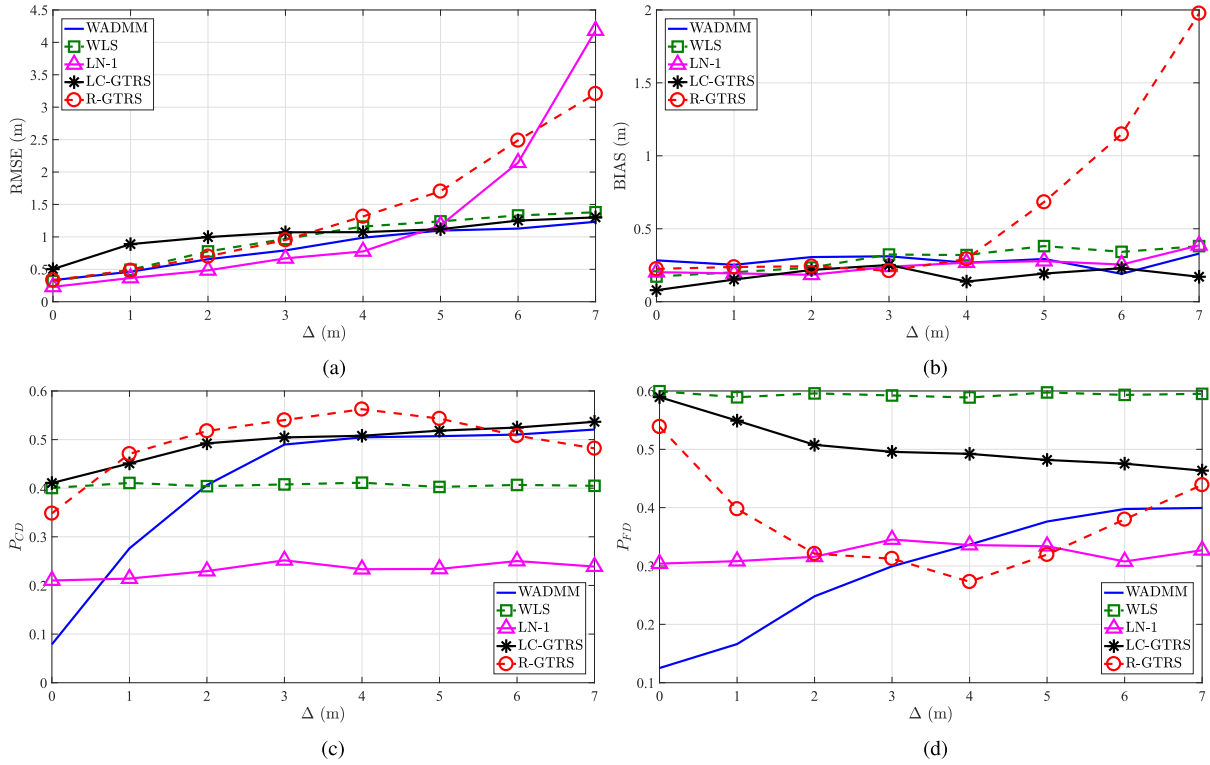 4.5
4
3.5
3
2.5
2
1.5
1
0.5
0
RMSE (m)
WADMM
WLS
LN-1
LC-GTRS
R-GTRS
0 1 2 3 4 5 6 7
Δ (m)
(a)
2
1.5
1
0.5
0
BIAS (m)
WADMM
WLS
LN-1
LC-GTRS
R-GTRS
0 1 2 3 4 5 6 7
Δ (m)
(b)
0.6
0.5
0.4
0.3
0.2
0.1
0
P_{CD}
WADMM
WLS
LN-1
LC-GTRS
R-GTRS
0 1 2 3 4 5 6 7
Δ (m)
(c)
0.6
0.5
0.4
0.3
0.2
0.1
P_{FD}
WADMM
WLS
LN-1
LC-GTRS
R-GTRS
0 1 2 3 4 5 6 7
Δ (m)
(d)